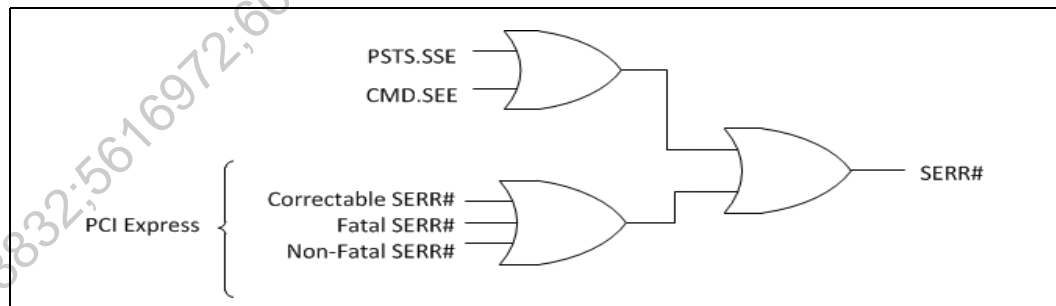 PSTS.SSE
CMD.SEE
SERR#
PCI Express
Correctable SERR#
Fatal SERR#
Non-Fatal SERR#